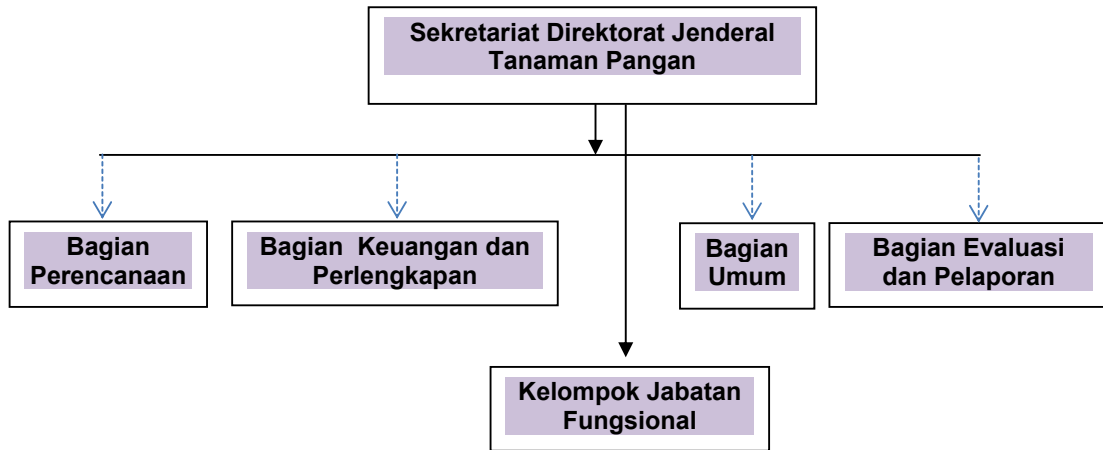 Sekretariat Direktorat Jenderal
Tanaman Pangan
Bagian
Perencanaan
Bagian Keuangan dan
Perlengkapan
Bagian
Umum
Bagian Evaluasi
dan Pelaporan
Kelompok Jabatan
Fungsional